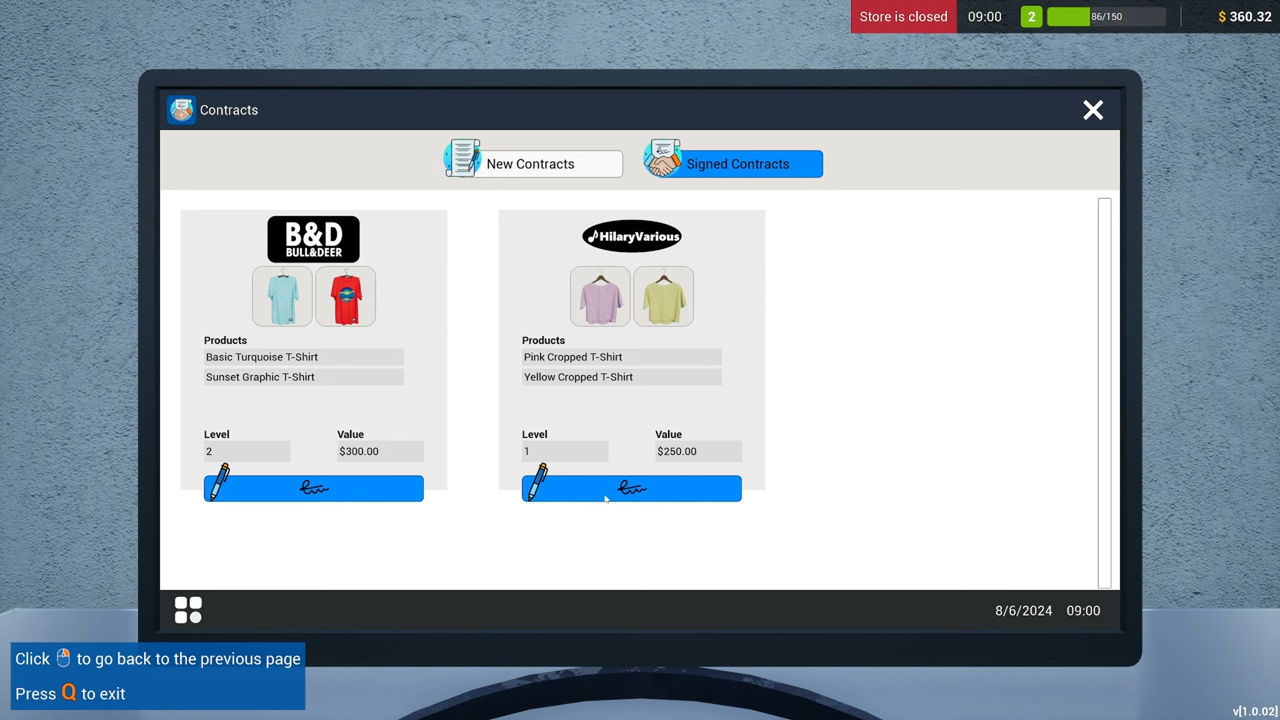 Store is closed 09:00 2 86/150 $ 360.32
Contracts
New Contracts Signed Contracts
B&D
BULL&DEER
Products
Basic Turquoise T-Shirt
Sunset Graphic T-Shirt
Level Value
2 $300.00
HilaryVarious
Products
Pink Cropped T-Shirt
Yellow Cropped T-Shirt
Level Value
1 $250.00
8/6/2024 09:00
Click to go back to the previous page
Press Q to exit
v[1.0.02]